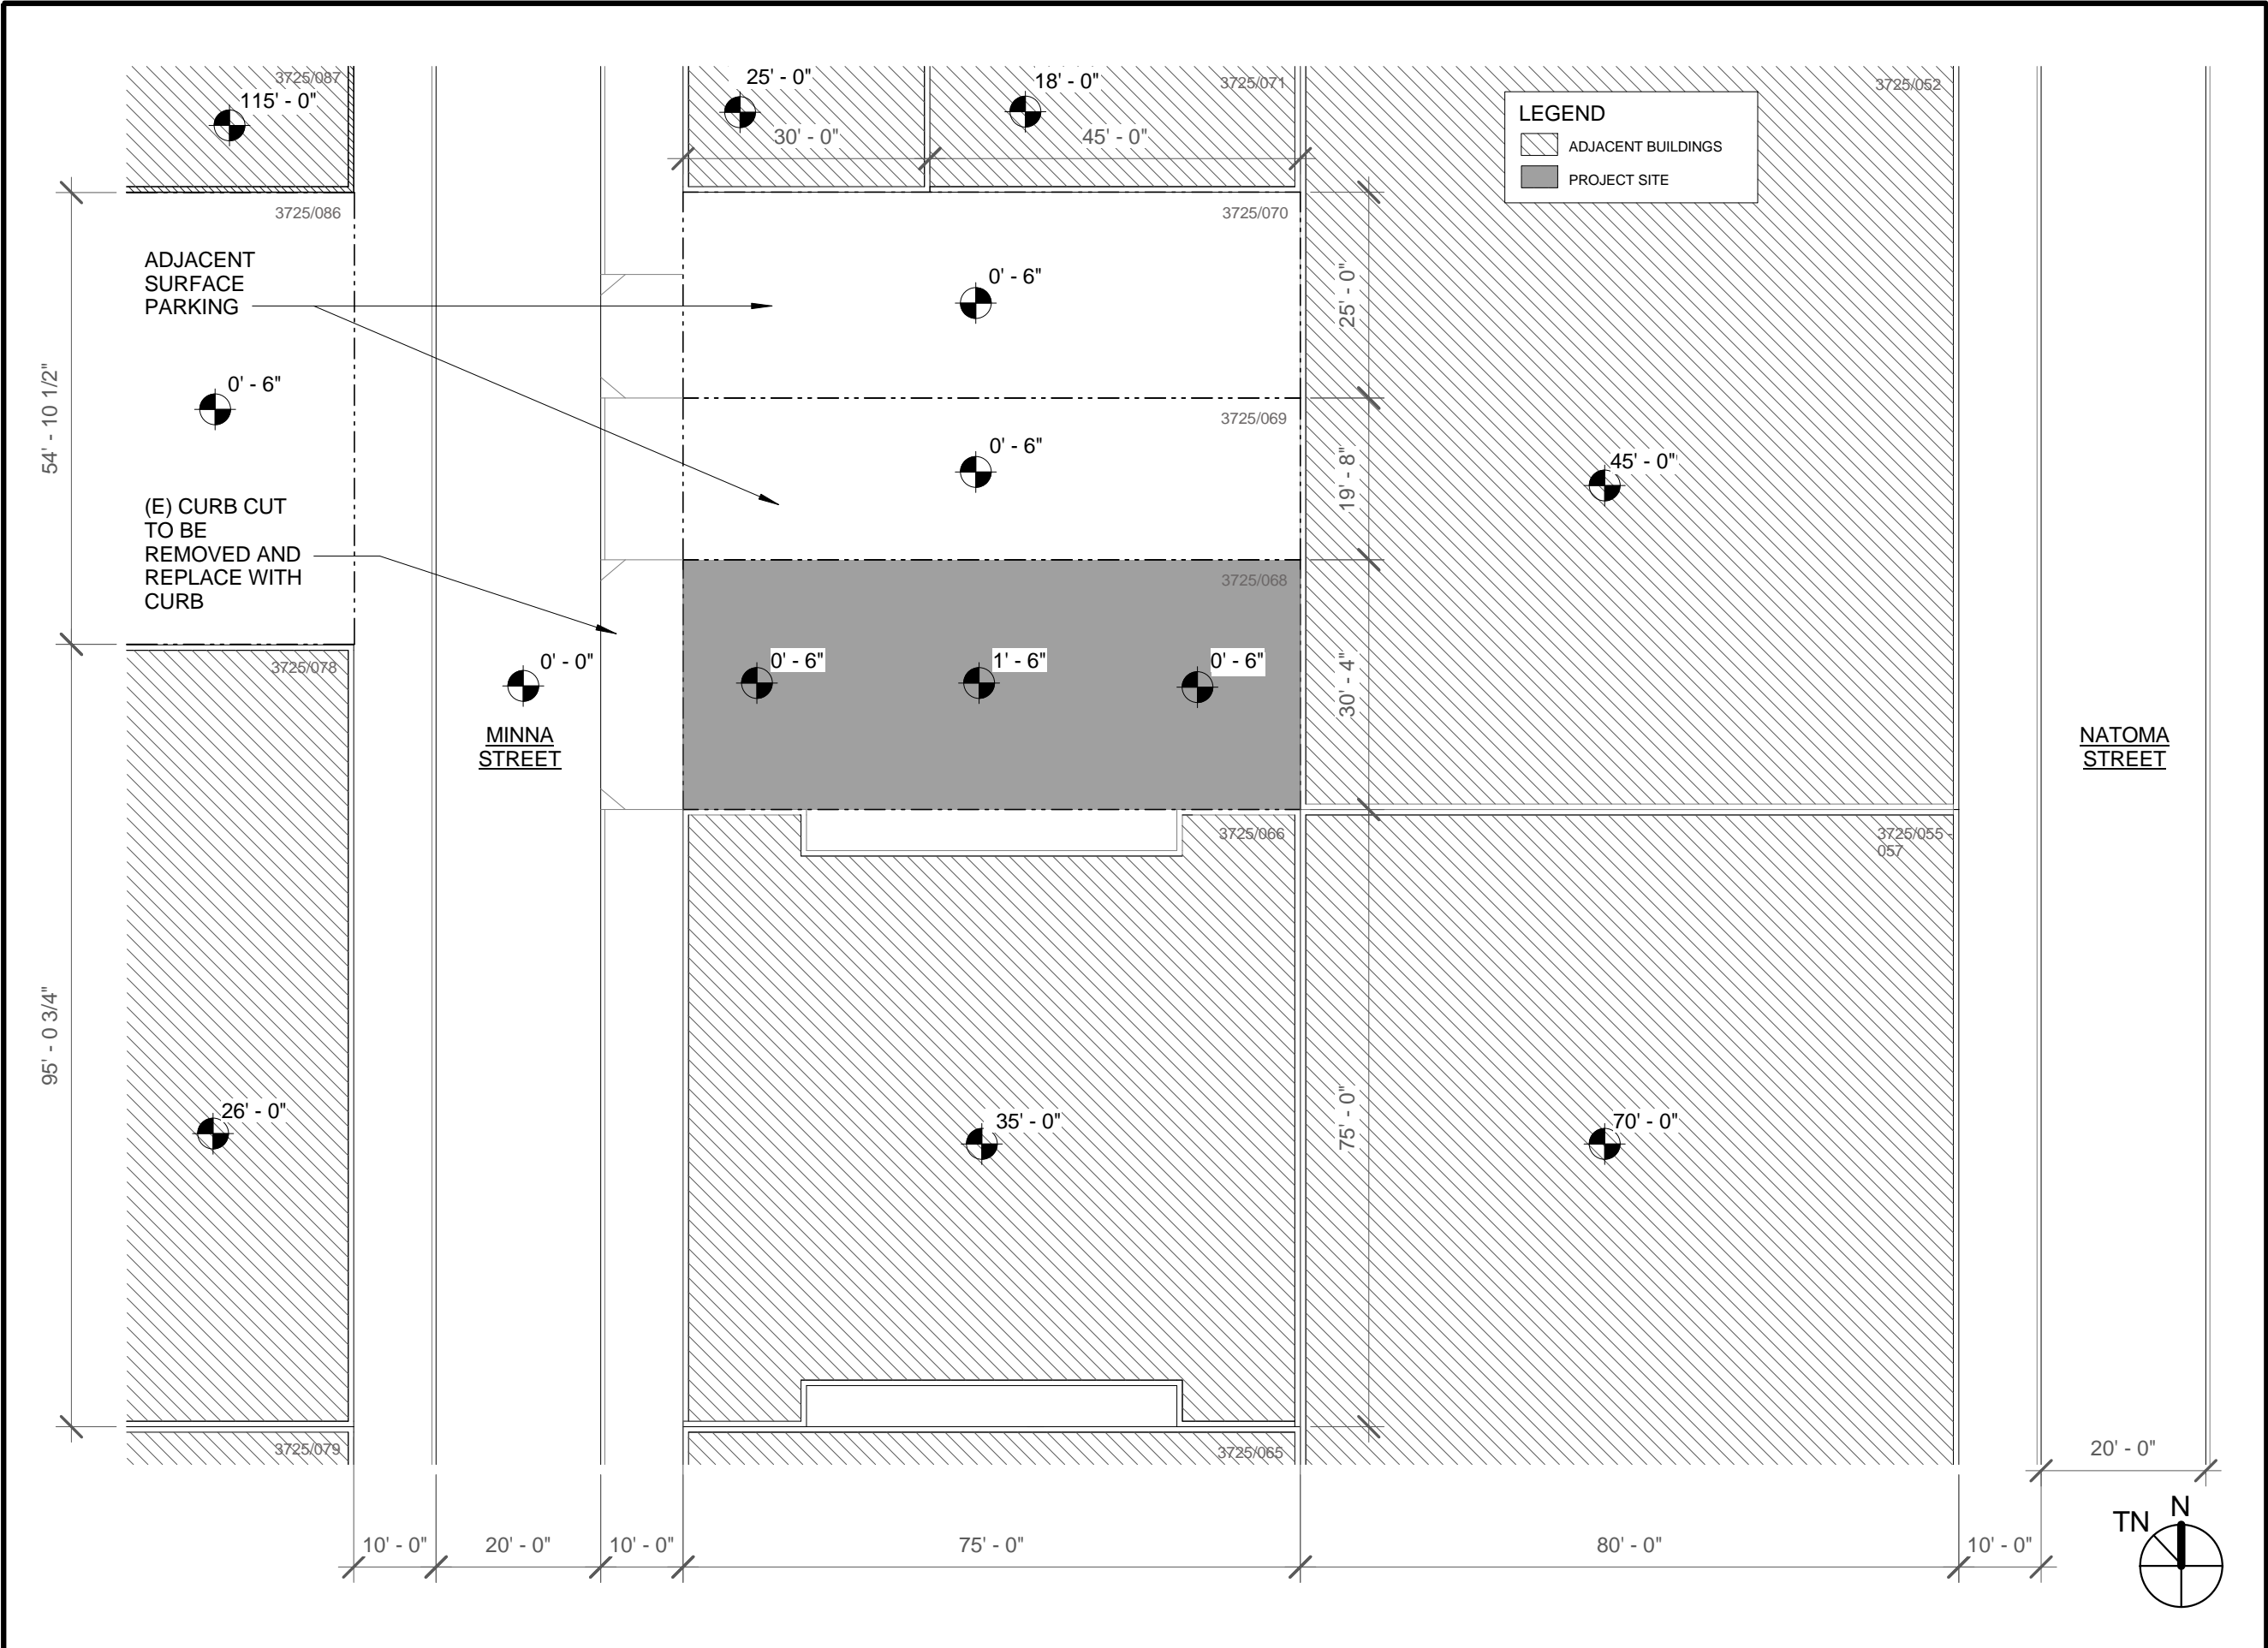 3725/087
115' - 0"
25' - 0"
18' - 0"
3725/071
30' - 0"
45' - 0"
3725/052
LEGEND
ADJACENT BUILDINGS
PROJECT SITE
3725/086
ADJACENT
SURFACE
PARKING
3725/070
0' - 6"
25' - 0"
54' - 10 1/2"
0' - 6"
3725/069
0' - 6"
19' - 8"
45' - 0"
(E) CURB CUT
TO BE
REMOVED AND
REPLACE WITH
CURB
3725/068
3725/078
0' - 0"
0' - 6"
1' - 6"
0' - 6"
30' - 4"
MINNA
STREET
NATOMA
STREET
3725/066
3725/055 -
057
95' - 0 3/4"
26' - 0"
35' - 0"
75' - 0"
70' - 0"
3725/079
3725/065
20' - 0"
TN
N
10' - 0"
20' - 0"
10' - 0"
75' - 0"
80' - 0"
10' - 0"